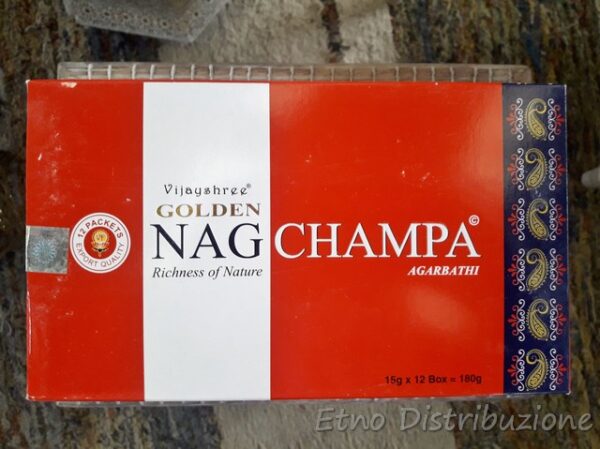 Vijayshree®
GOLDEN
NAG CHAMPA©
Richness of Nature
AGARBATHI
12 PACKETS
EXPORT QUALITY
15g x 12 Box = 180g
Etno Distribuzione